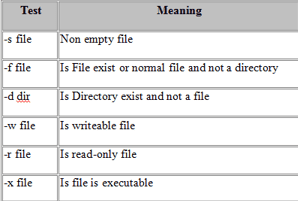 Test Meaning
-s file Non empty file
-f file Is File exist or normal file and not a directory
-d dir Is Directory exist and not a file
-w file Is writeable file
-r file Is read-only file
-x file Is file is executable